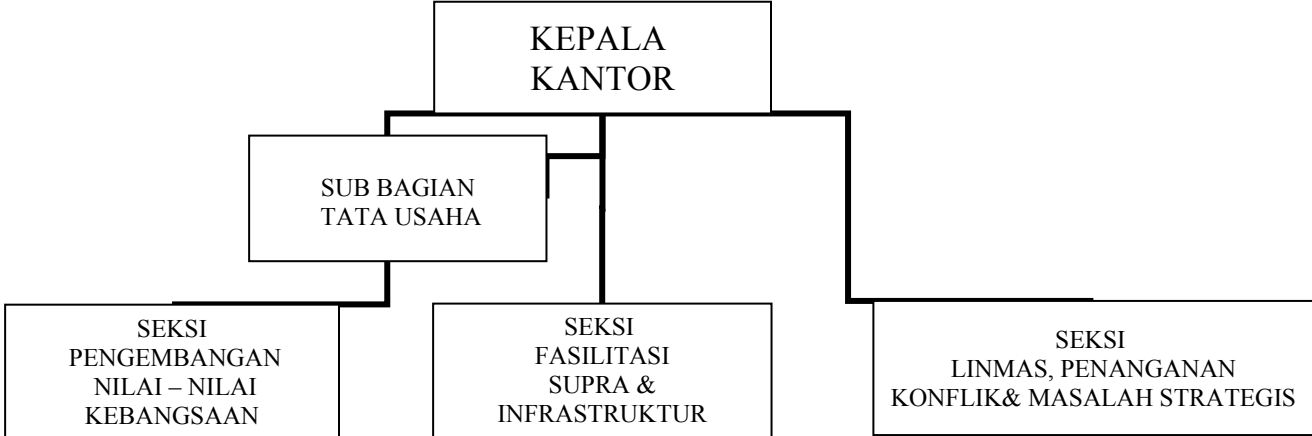 KEPALA
KANTOR
SUB BAGIAN
TATA USAHA
SEKSI
PENGEMBANGAN
NILAI – NILAI
KEBANGSAAN
SEKSI
FASILITASI
SUPRA &
INFRASTRUKTUR
SEKSI
LINMAS, PENANGANAN
KONFLIK& MASALAH STRATEGIS